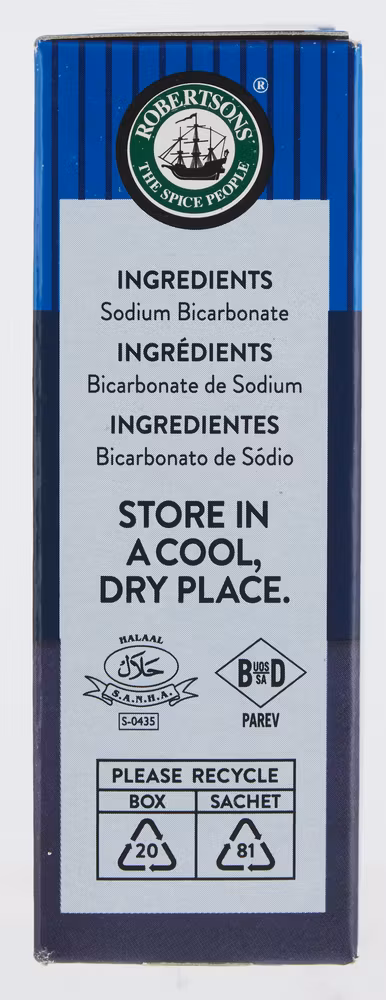 ROBERTSONS ®
THE SPICE PEOPLE
INGREDIENTS
Sodium Bicarbonate
INGRÉDIENTS
Bicarbonate de Sodium
INGREDIENTES
Bicarbonato de Sódio
STORE IN
A COOL,
DRY PLACE.
HALAAL
حلال
S.A.N.H.A.
S-0435
B UOS SA D
PAREV
PLEASE RECYCLE
BOX SACHET
20 81